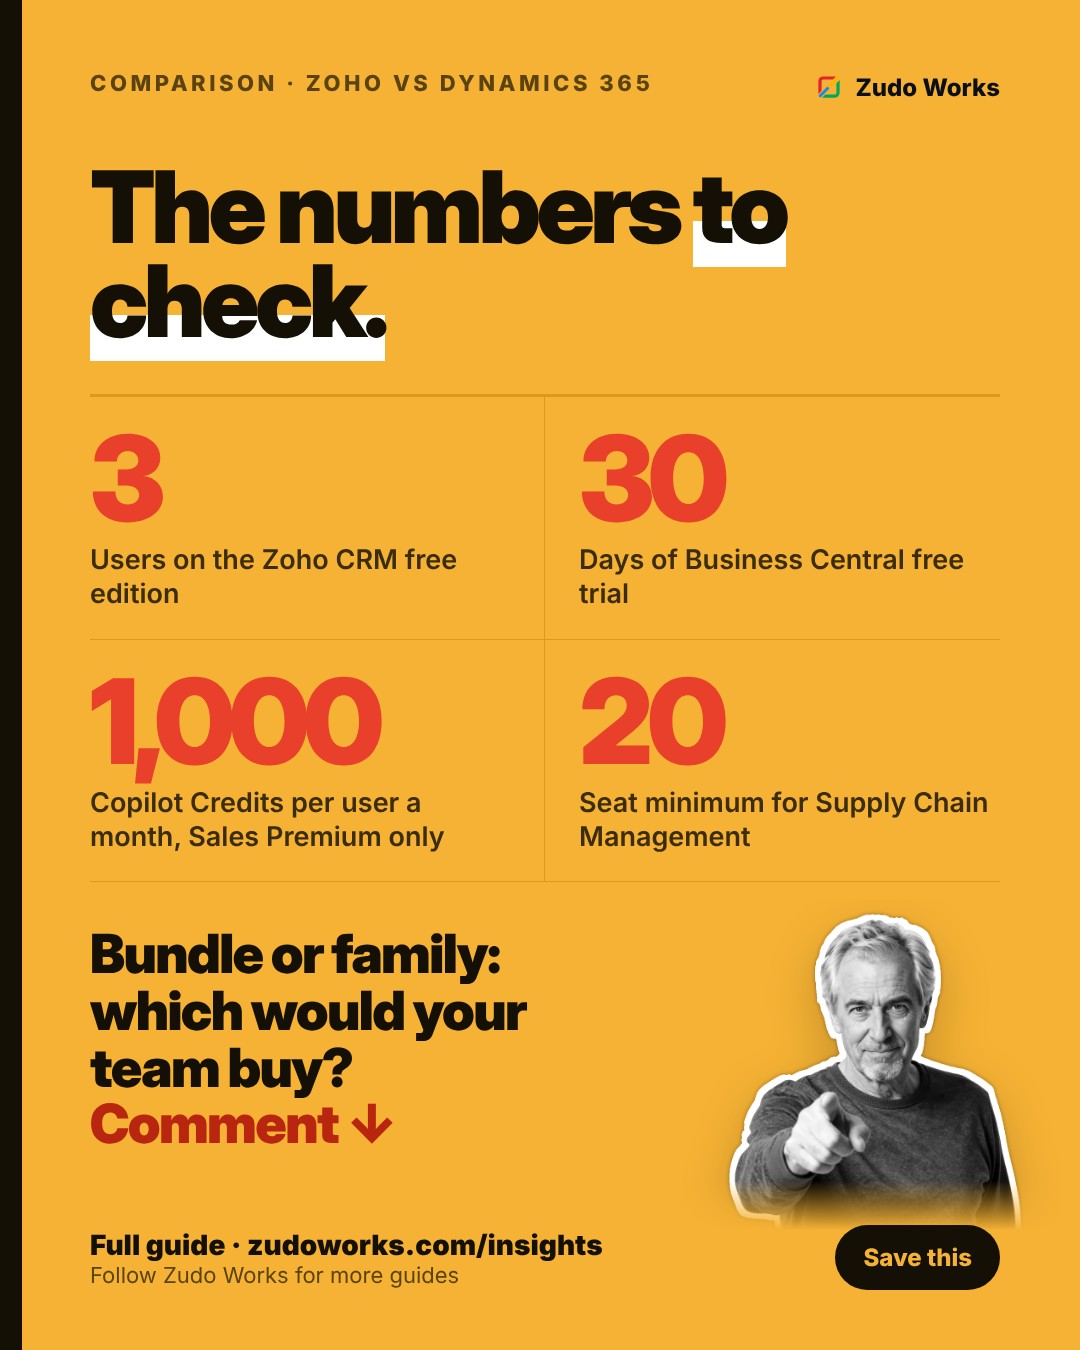 COMPARISON · ZOHO VS DYNAMICS 365
Zudo Works
The numbers to
check.
3
Users on the Zoho CRM free
edition
30
Days of Business Central free
trial
1,000
Copilot Credits per user a
month, Sales Premium only
20
Seat minimum for Supply Chain
Management
Bundle or family:
which would your
team buy?
Comment ↓
Full guide · zudoworks.com/insights
Follow Zudo Works for more guides
Save this